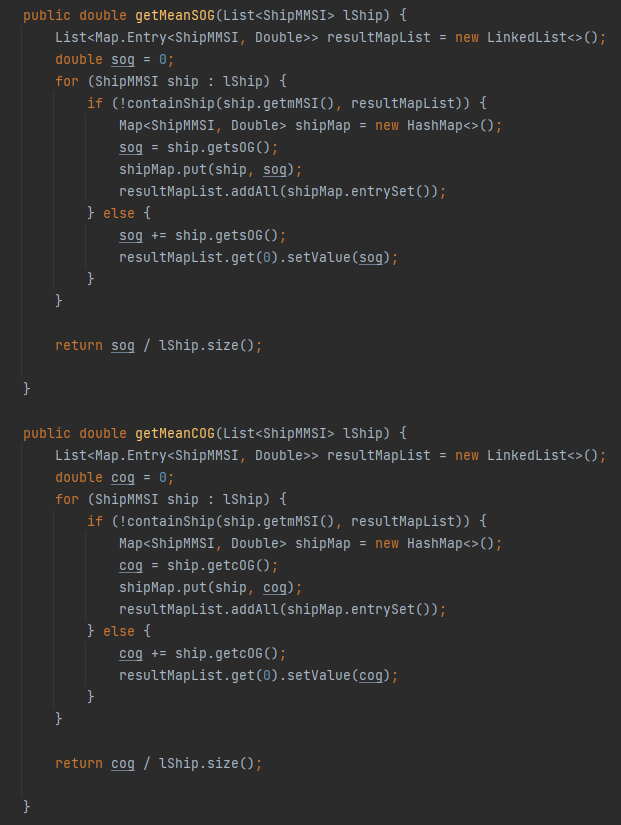 public double getMeanSOG(List<ShipMMSI> lShip) {
    List<Map.Entry<ShipMMSI, Double>> resultMapList = new LinkedList<>();
    double sog = 0;
    for (ShipMMSI ship : lShip) {
        if (!containShip(ship.getmMSI(), resultMapList)) {
            Map<ShipMMSI, Double> shipMap = new HashMap<>();
            sog = ship.getsOG();
            shipMap.put(ship, sog);
            resultMapList.addAll(shipMap.entrySet());
        } else {
            sog += ship.getsOG();
            resultMapList.get(0).setValue(sog);
        }
    }
    return sog / lShip.size();
}
public double getMeanCOG(List<ShipMMSI> lShip) {
    List<Map.Entry<ShipMMSI, Double>> resultMapList = new LinkedList<>();
    double cog = 0;
    for (ShipMMSI ship : lShip) {
        if (!containShip(ship.getmMSI(), resultMapList)) {
            Map<ShipMMSI, Double> shipMap = new HashMap<>();
            cog = ship.getcOG();
            shipMap.put(ship, cog);
            resultMapList.addAll(shipMap.entrySet());
        } else {
            cog += ship.getcOG();
            resultMapList.get(0).setValue(cog);
        }
    }
    return cog / lShip.size();
}